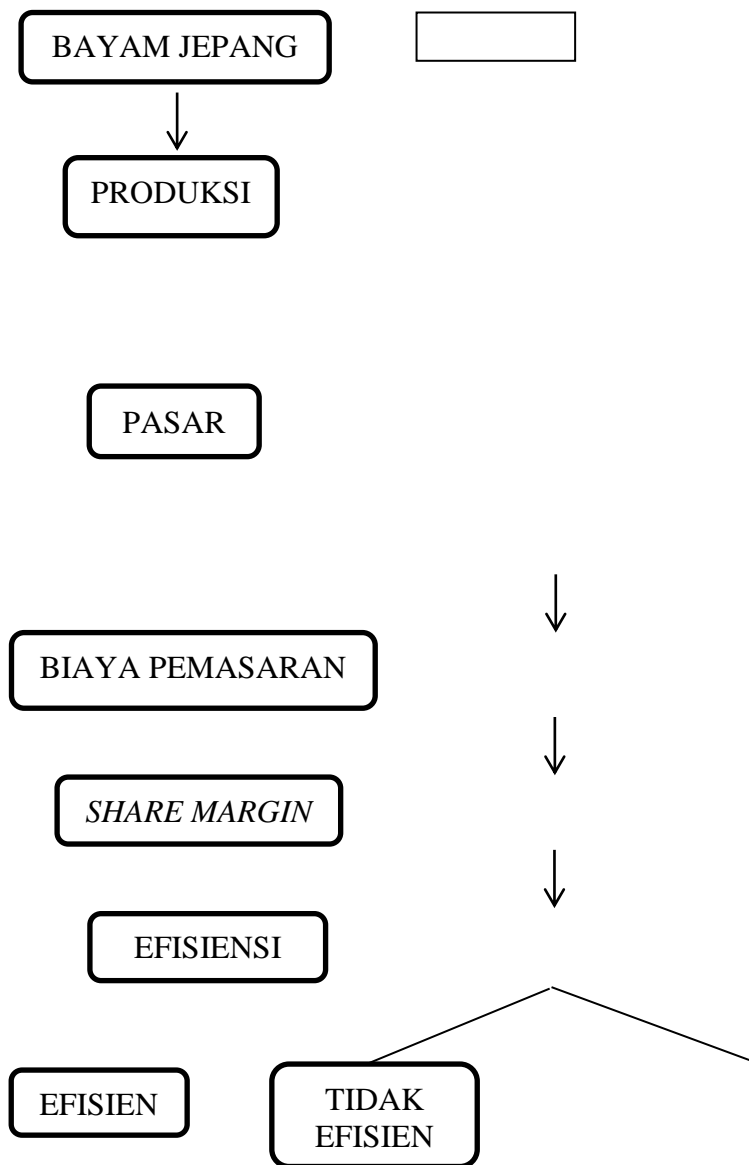 BAYAM JEPANG
PRODUKSI
PASAR
BIAYA PEMASARAN
SHARE MARGIN
EFISIENSI
EFISIEN
TIDAK
EFISIEN